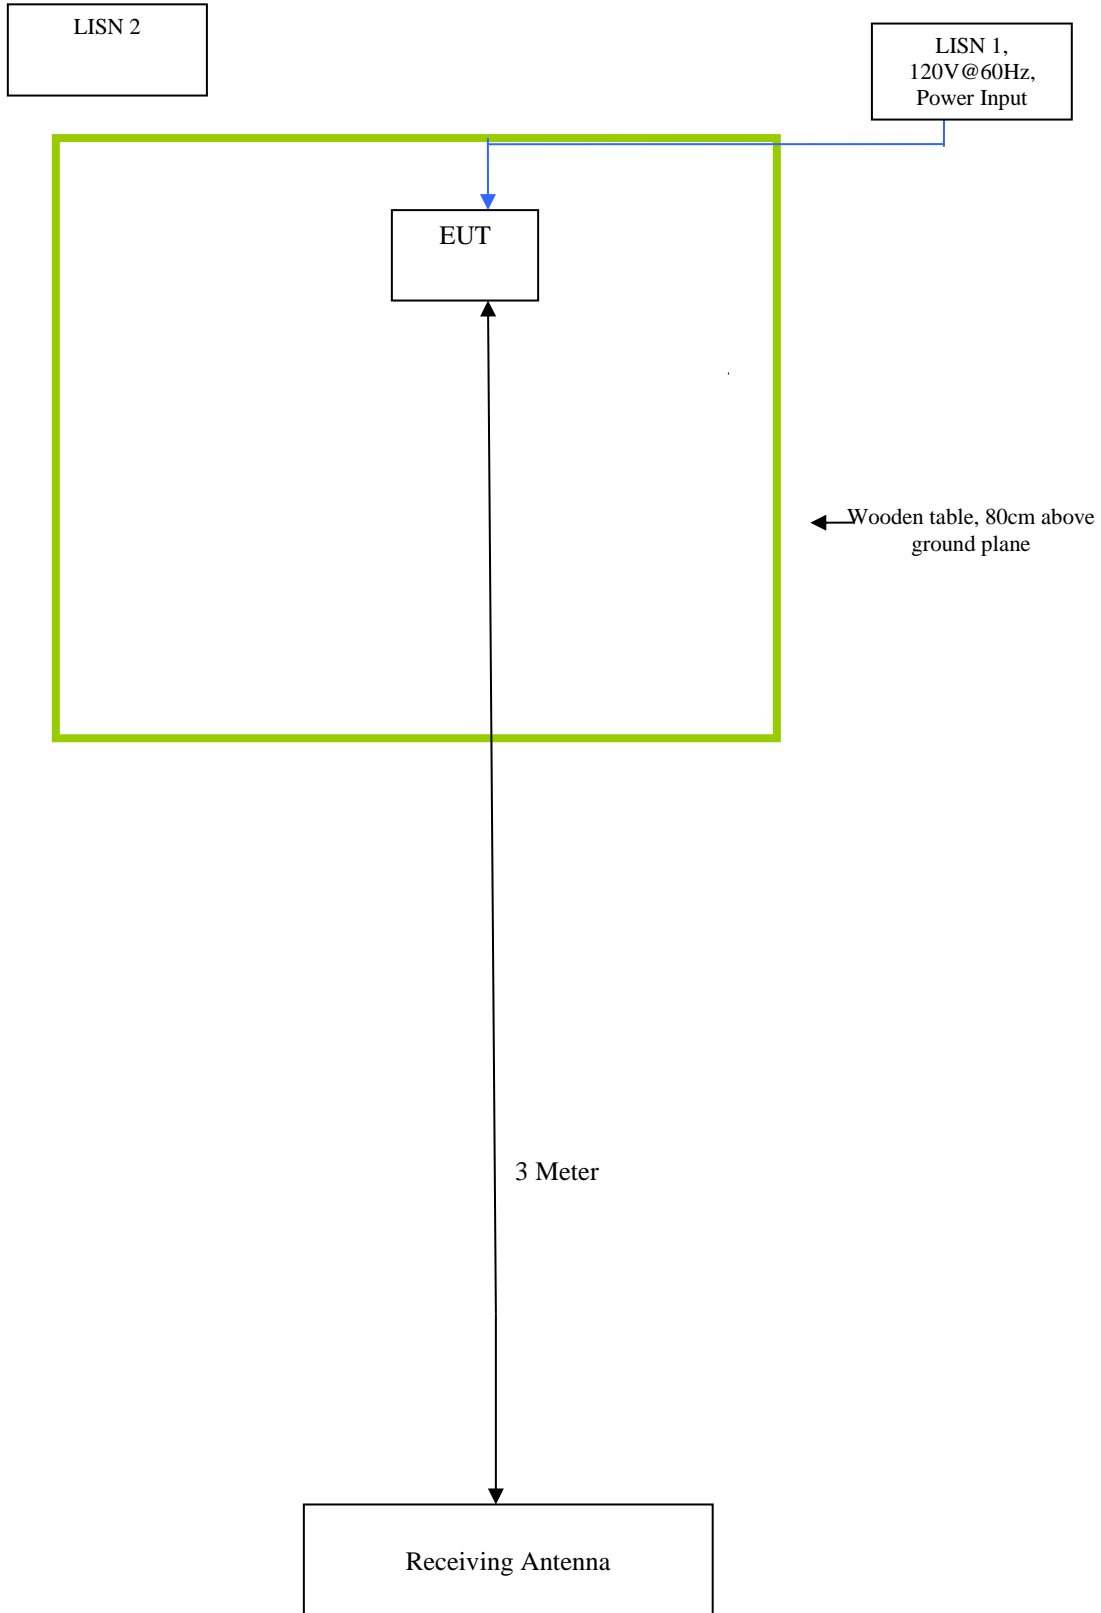 LISN 2
LISN 1,
120V@60Hz,
Power Input
EUT
Wooden table, 80cm above
ground plane
3 Meter
Receiving Antenna